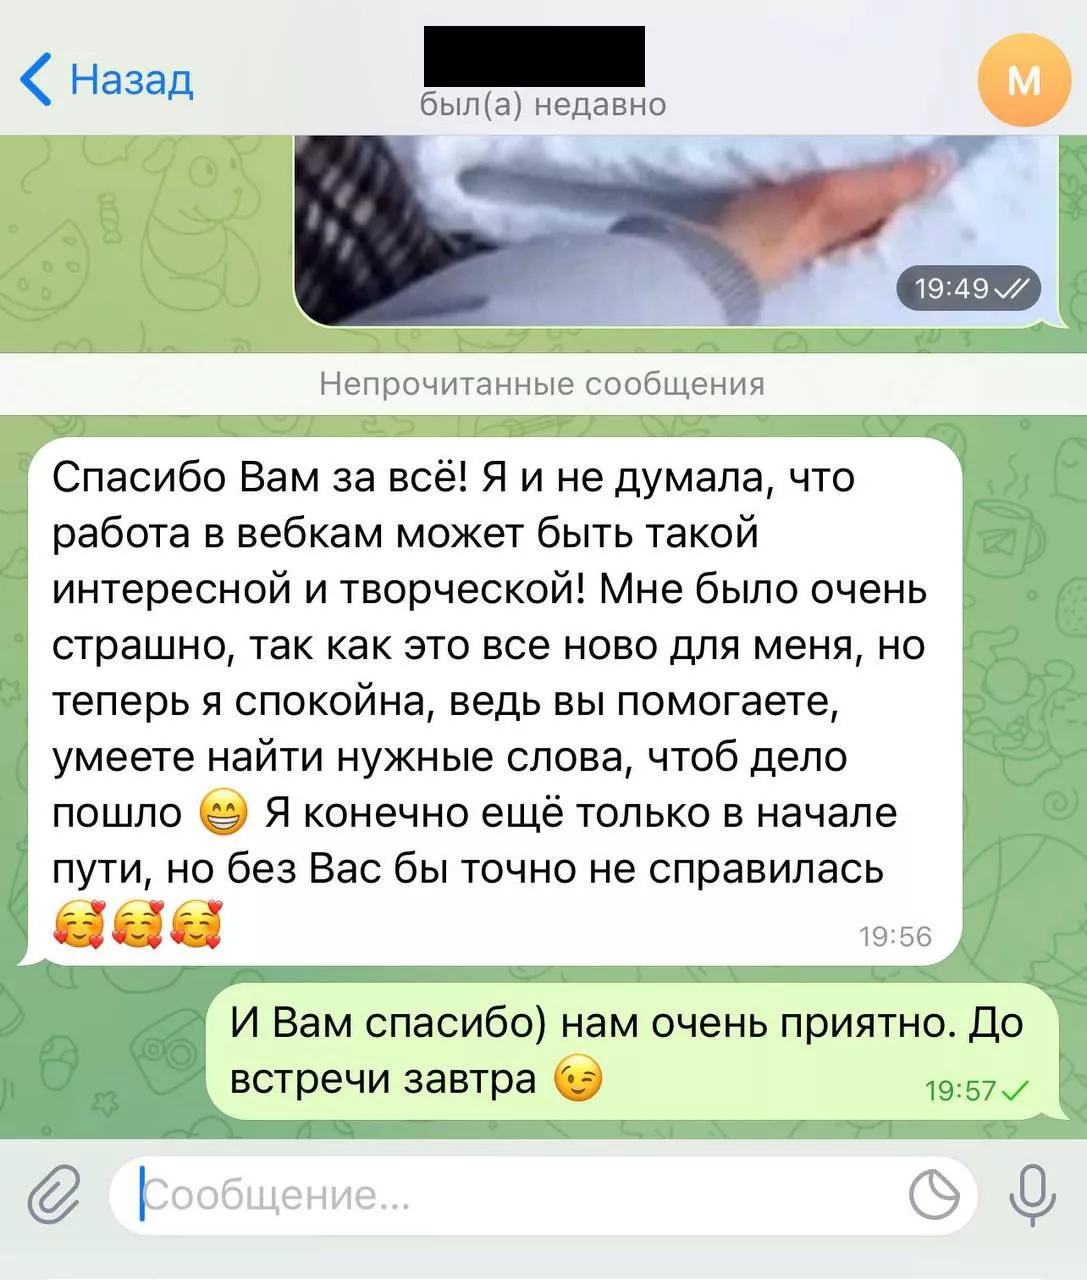 Назад
был(а) недавно
М
19:49
Непрочитанные сообщения
Спасибо Вам за всё! Я и не думала, что
работа в вебкам может быть такой
интересной и творческой! Мне было очень
страшно, так как это все ново для меня, но
теперь я спокойна, ведь вы помогаете,
умеете найти нужные слова, чтоб дело
пошло 😁 Я конечно ещё только в начале
пути, но без Вас бы точно не справилась
🥰🥰🥰
19:56
И Вам спасибо) нам очень приятно. До
встречи завтра 😉
19:57
Сообщение...